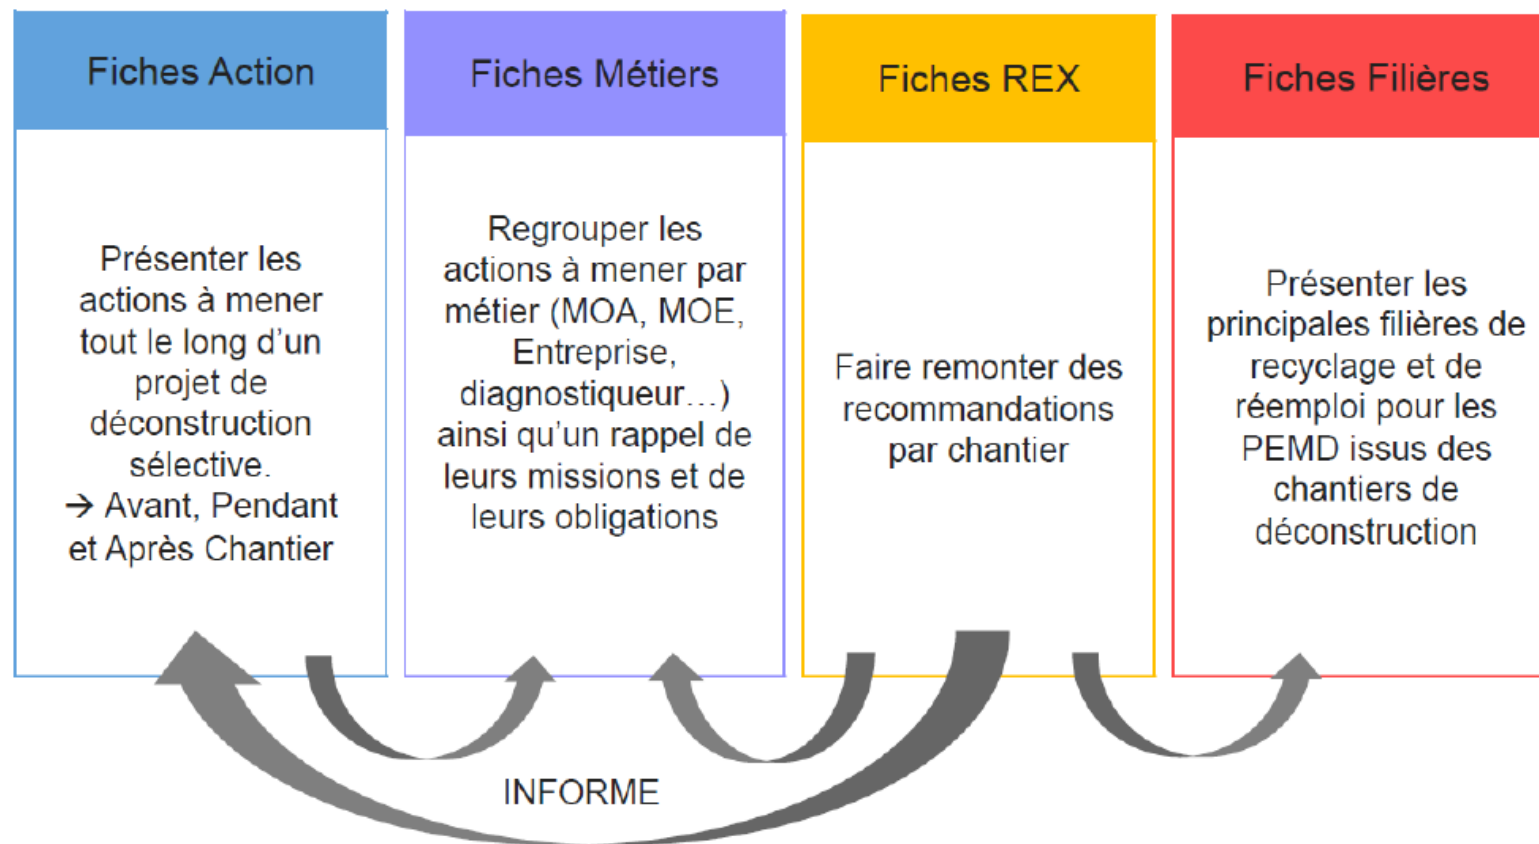 Fiches Action
Présenter les
actions à mener
tout le long d'un
projet de
déconstruction
sélective.
→ Avant, Pendant
et Après Chantier
Fiches Métiers
Regrouper les
actions à mener par
métier (MOA, MOE,
Entreprise,
diagnostiqueur…)
ainsi qu'un rappel de
leurs missions et de
leurs obligations
Fiches REX
Faire remonter des
recommandations
par chantier
Fiches Filières
Présenter les
principales filières de
recyclage et de
réemploi pour les
PEMD issus des
chantiers de
déconstruction
INFORME